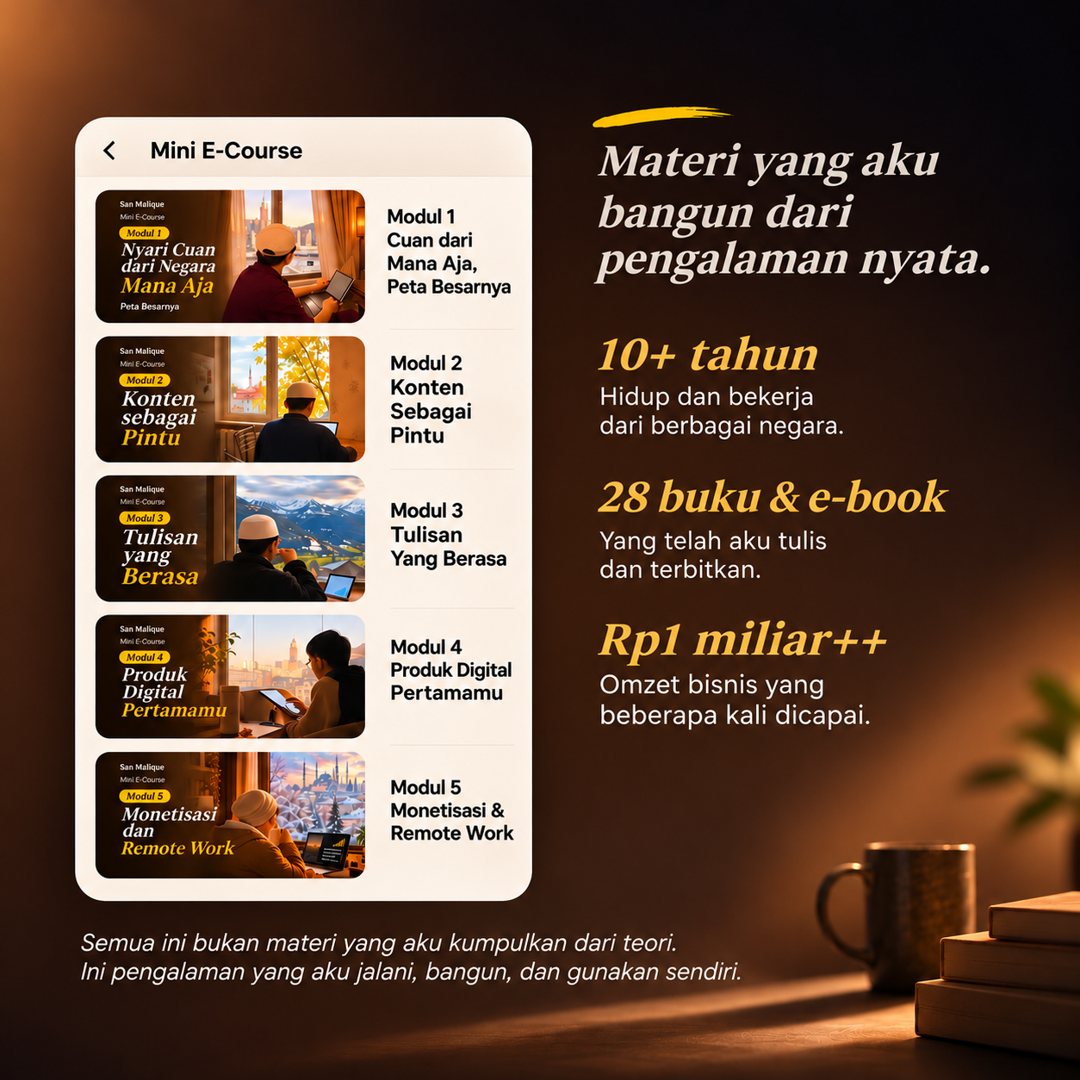 Mini E-Course
San Malique
Mini E-Course
Modul 1
Nyari Cuan
dari Negara
Mana Aja
Peta Besarnya
Modul 1
Cuan dari
Mana Aja,
Peta Besarnya
San Malique
Mini E-Course
Modul 2
Konten
sebagai
Pintu
Modul 2
Konten
Sebagai
Pintu
San Malique
Mini E-Course
Modul 3
Tulisan
yang
Berasa
Modul 3
Tulisan
Yang Berasa
San Malique
Mini E-Course
Modul 4
Produk
Digital
Pertamamu
Modul 4
Produk Digital
Pertamamu
San Malique
Mini E-Course
Modul 5
Monetisasi
dan
Remote Work
Modul 5
Monetisasi &
Remote Work
Materi yang aku
bangun dari
pengalaman nyata.
10+ tahun
Hidup dan bekerja
dari berbagai negara.
28 buku & e-book
Yang telah aku tulis
dan terbitkan.
Rp1 miliar++
Omzet bisnis yang
beberapa kali dicapai.
Semua ini bukan materi yang aku kumpulkan dari teori.
Ini pengalaman yang aku jalani, bangun, dan gunakan sendiri.